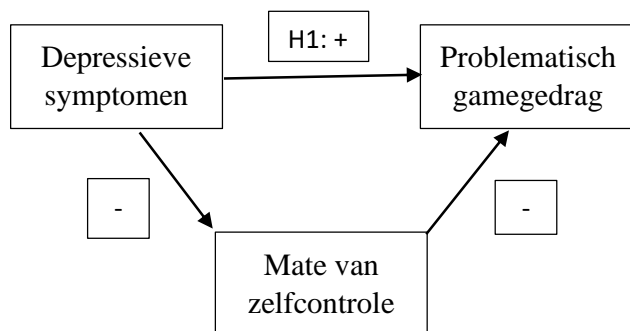 H1: +
Depressieve
symptomen
Problematisch
gamegedrag
-
-
Mate van
zelfcontrole